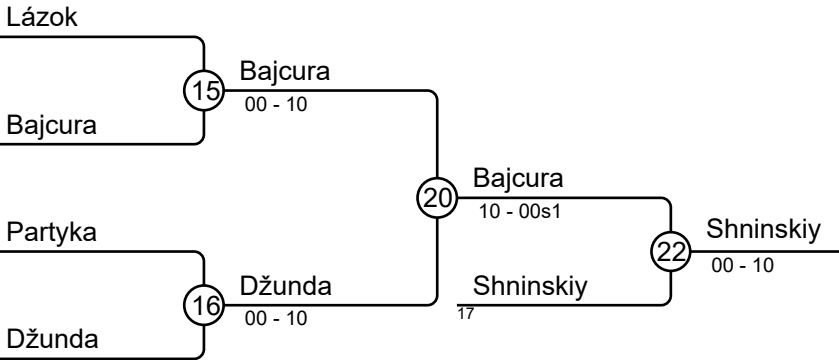 Lázok
15
Bajcura
00 - 10
Bajcura
20
Bajcura
10 - 00s1
Partyka
22
Shninskiy
00 - 10
16
Džunda
00 - 10
Shninskiy
17
Džunda